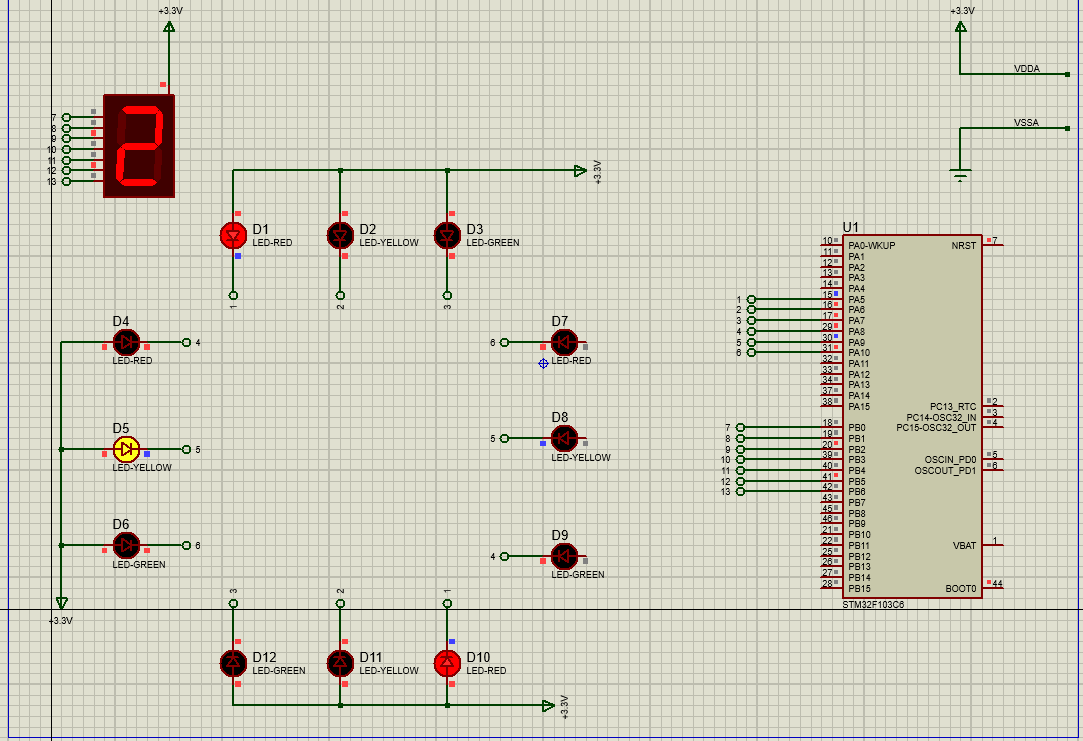 +3.3V
+3.3V
VDDA
VSSA
7
8
9
10
11
12
13
2
+3.3V
D1
LED-RED
D2
LED-YELLOW
D3
LED-GREEN
1
2
3
D4
LED-RED
4
D5
LED-YELLOW
5
D6
LED-GREEN
6
+3.3V
D7
LED-RED
6
D8
LED-YELLOW
5
D9
LED-GREEN
4
3
2
1
D12
LED-GREEN
D11
LED-YELLOW
D10
LED-RED
+3.3V
U1
10 PA0-WKUP NRST 7
11 PA1
12 PA2
13 PA3
14 PA4
1 15 PA5
2 16 PA6
3 17 PA7
4 29 PA8
5 30 PA9
6 31 PA10
32 PA11
33 PA12
34 PA13
37 PA14
38 PA15
PC13_RTC 2
PC14-OSC32_IN 3
PC15-OSC32_OUT 4
7 18 PB0
8 19 PB1
9 20 PB2
10 39 PB3 OSCIN_PD0 5
11 40 PB4 OSCOUT_PD1 6
12 41 PB5
13 42 PB6
43 PB7
45 PB8
46 PB9
21 PB10
22 PB11 VBAT 1
25 PB12
26 PB13
27 PB14
28 PB15 BOOT0 44
STM32F103C6